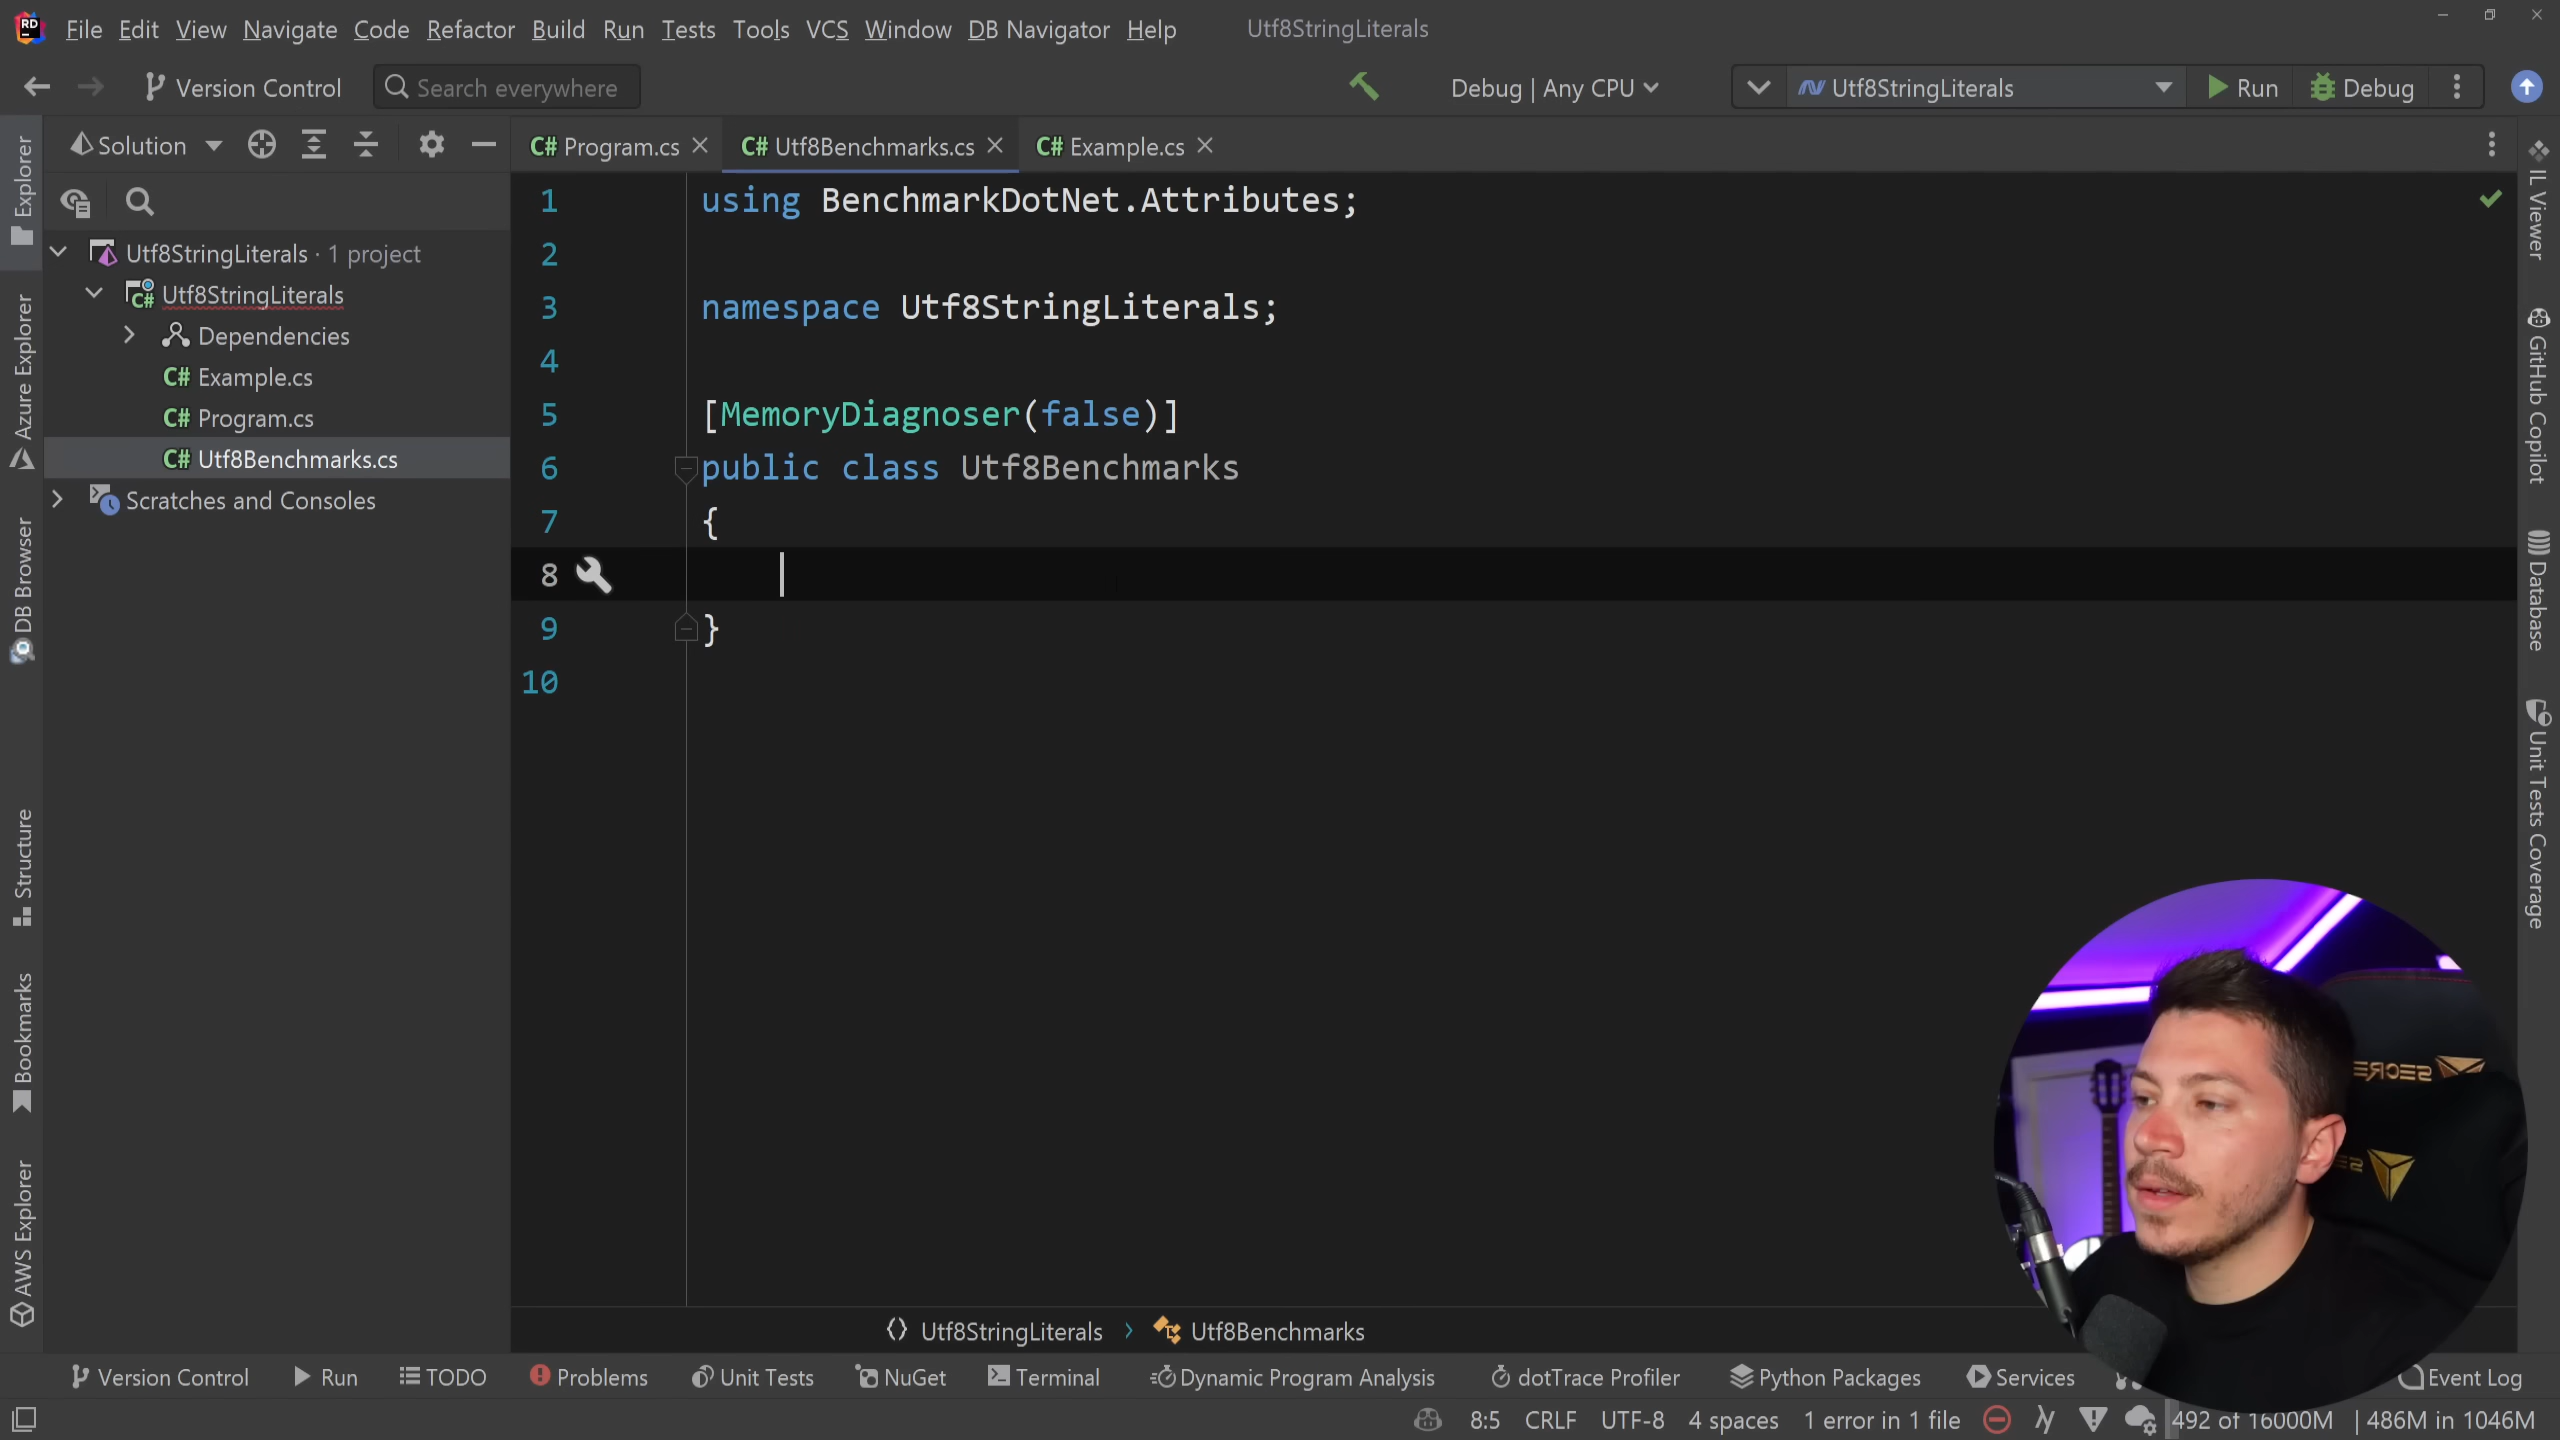 File Edit View Navigate Code Refactor Build Run Tests Tools VCS Window DB Navigator Help Utf8StringLiterals
Version Control Search everywhere Debug | Any CPU Utf8StringLiterals Run Debug
Solution
C# Program.cs C# Utf8Benchmarks.cs C# Example.cs
Utf8StringLiterals · 1 project
C# Utf8StringLiterals
Dependencies
C# Example.cs
C# Program.cs
C# Utf8Benchmarks.cs
Scratches and Consoles
Explorer
Azure Explorer
DB Browser
Structure
Bookmarks
AWS Explorer
1 using BenchmarkDotNet.Attributes;
2
3 namespace Utf8StringLiterals;
4
5 [MemoryDiagnoser(false)]
6 public class Utf8Benchmarks
7 {
8
9 }
10
IL Viewer
GitHub Copilot
Database
Unit Tests Coverage
SECRE
Utf8StringLiterals › Utf8Benchmarks
Version Control Run TODO Problems Unit Tests NuGet Terminal Dynamic Program Analysis dotTrace Profiler Python Packages Services Event Log
8:5 CRLF UTF-8 4 spaces 1 error in 1 file 492 of 16000M | 486M in 1046M